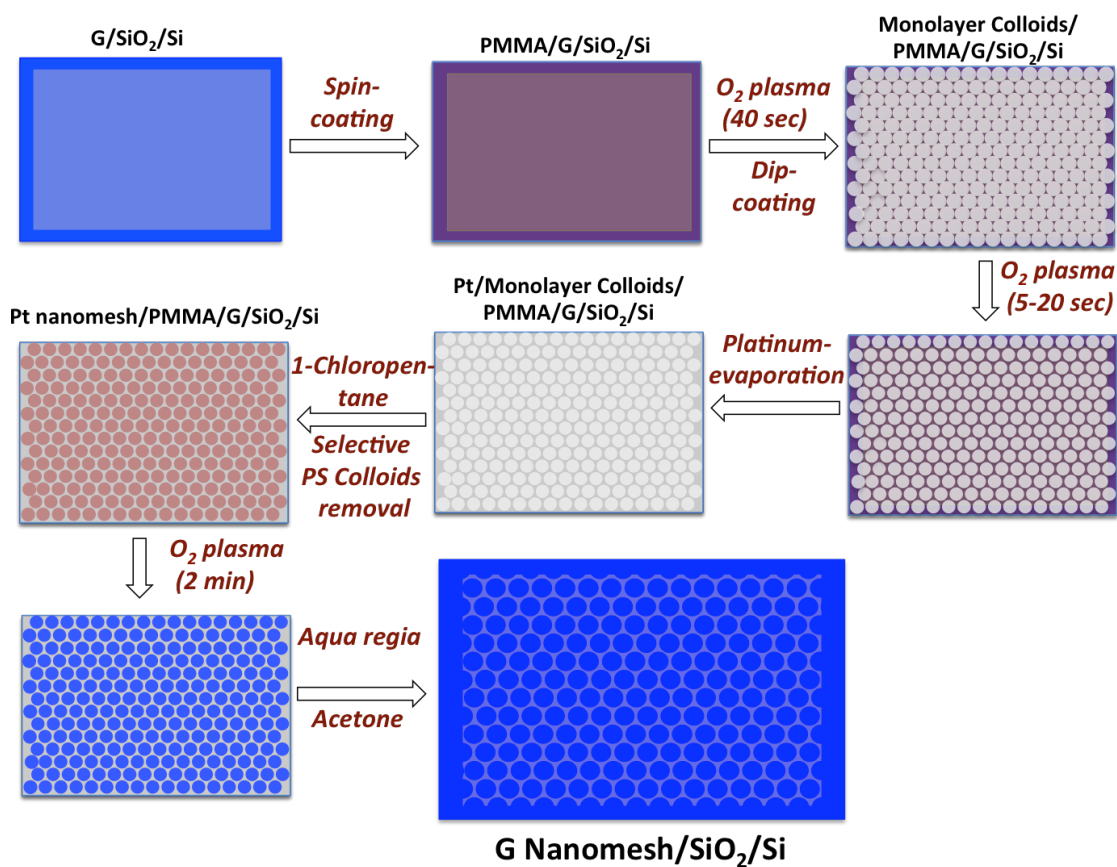 G/SiO₂/Si
Spin-
coating
PMMA/G/SiO₂/Si
O₂ plasma
(40 sec)
Dip-
coating
Monolayer Colloids/
PMMA/G/SiO₂/Si
O₂ plasma
(5-20 sec)
Platinum-
evaporation
Pt/Monolayer Colloids/
PMMA/G/SiO₂/Si
1-Chloropen-
tane
Selective
PS Colloids
removal
Pt nanomesh/PMMA/G/SiO₂/Si
O₂ plasma
(2 min)
Aqua regia
Acetone
G Nanomesh/SiO₂/Si